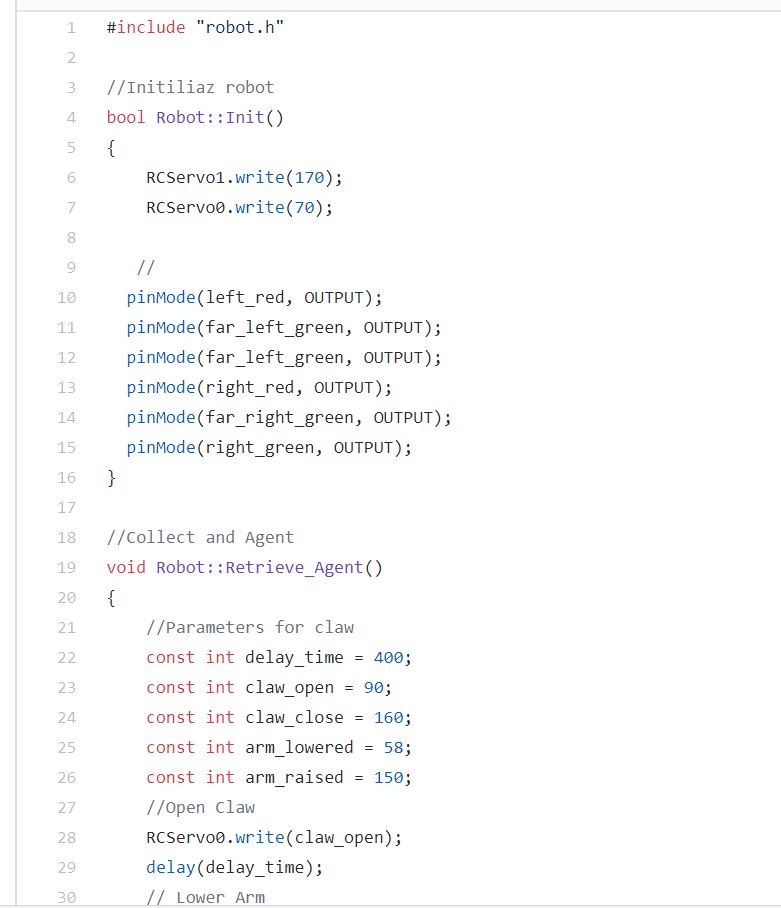 1 #include "robot.h"
2
3 //Initiliaz robot
4 bool Robot::Init()
5 {
6 RCServo1.write(170);
7 RCServo0.write(70);
8
9 //
10 pinMode(left_red, OUTPUT);
11 pinMode(far_left_green, OUTPUT);
12 pinMode(far_left_green, OUTPUT);
13 pinMode(right_red, OUTPUT);
14 pinMode(far_right_green, OUTPUT);
15 pinMode(right_green, OUTPUT);
16 }
17
18 //Collect and Agent
19 void Robot::Retrieve_Agent()
20 {
21 //Parameters for claw
22 const int delay_time = 400;
23 const int claw_open = 90;
24 const int claw_close = 160;
25 const int arm_lowered = 58;
26 const int arm_raised = 150;
27 //Open Claw
28 RCServo0.write(claw_open);
29 delay(delay_time);
30 // Lower Arm